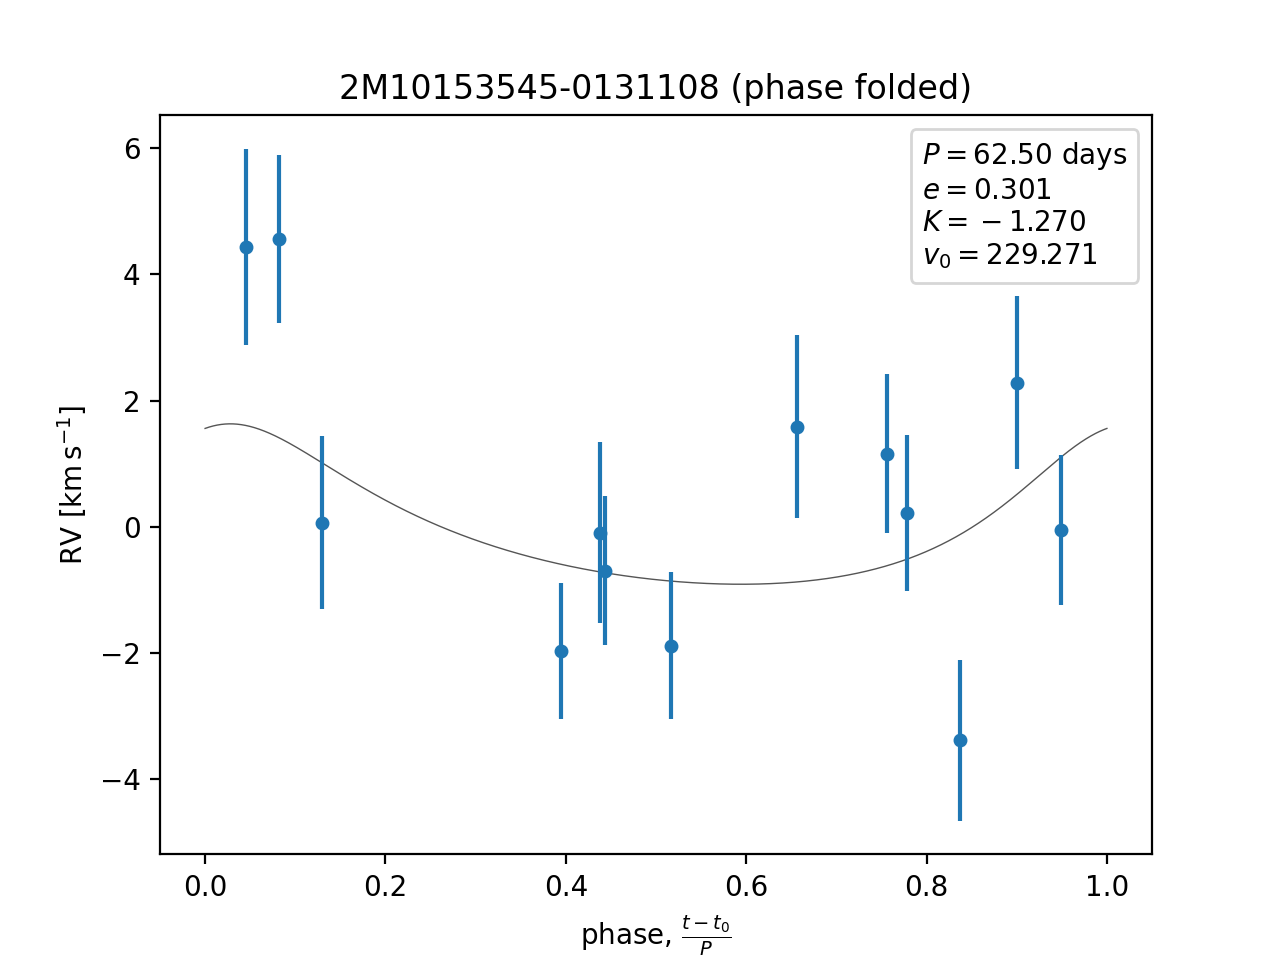 2M10153545-0131108 (phase folded)
P = 62.50 days
e = 0.301
K = −1.270
v₀ = 229.271
6
4
2
0
−2
−4
RV [km s⁻¹]
0.0 0.2 0.4 0.6 0.8 1.0
phase, (t − t₀)/P